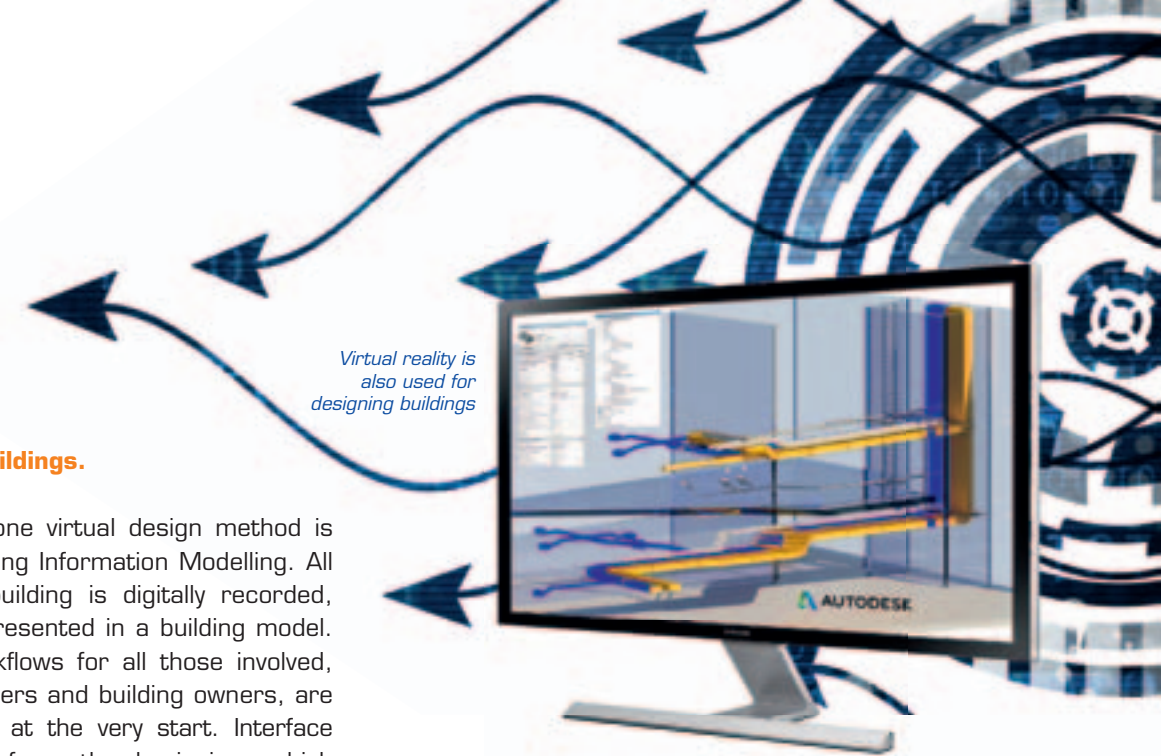 Virtual reality is
also used for
designing buildings
ildings.
one virtual design method is
ng Information Modelling. All
uilding is digitally recorded,
resented in a building model.
kflows for all those involved,
ers and building owners, are
at the very start. Interface
AUTODESK